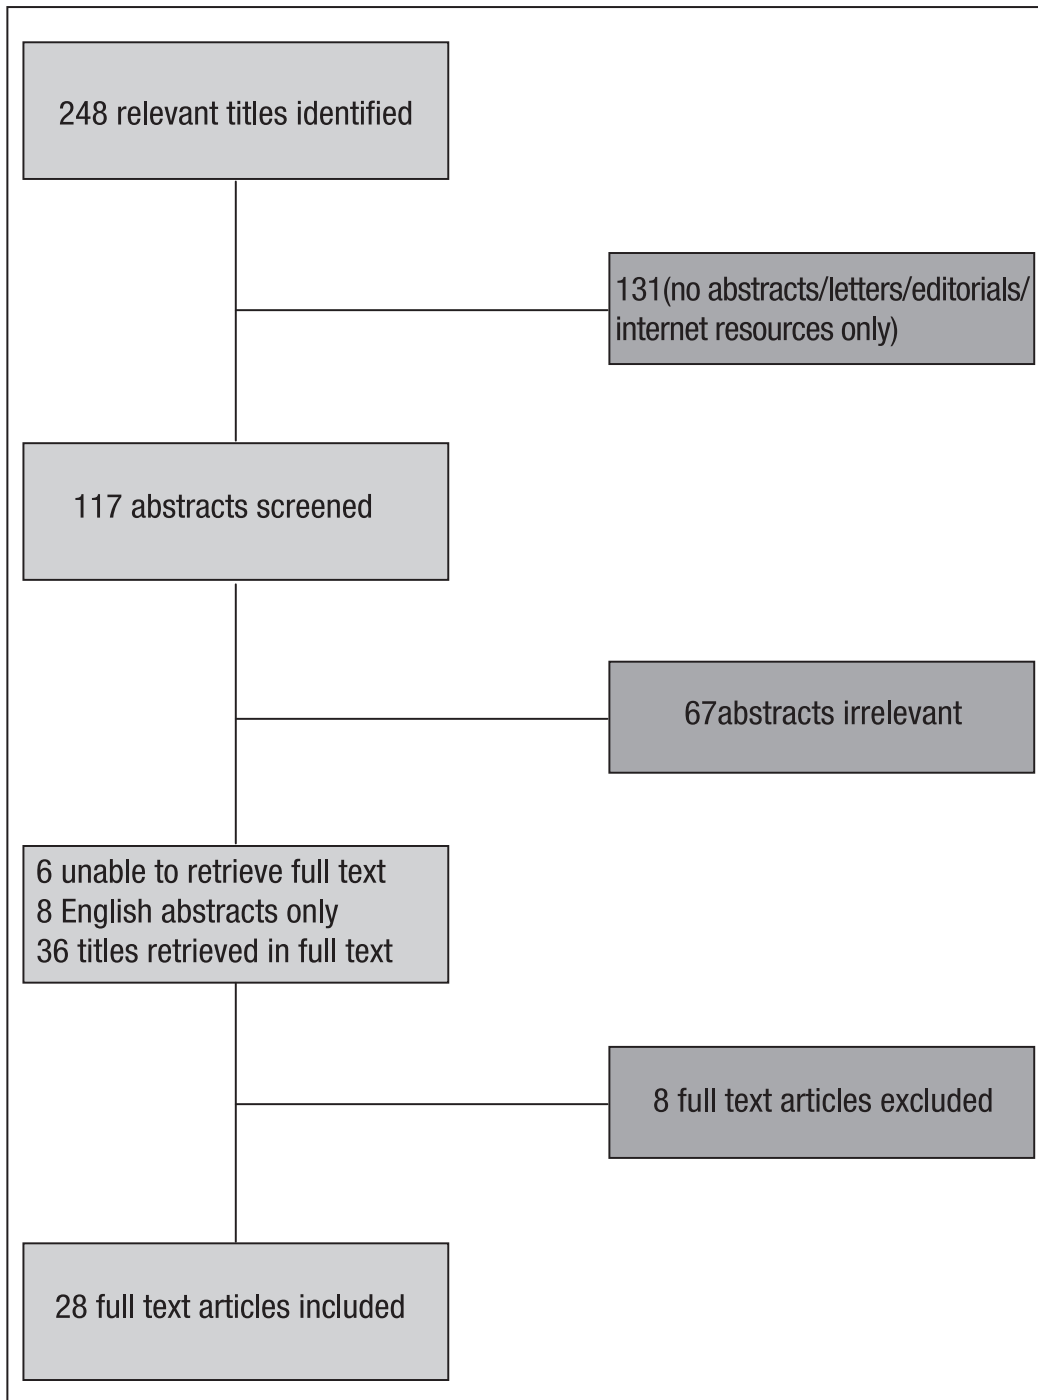 248 relevant titles identified
131(no abstracts/letters/editorials/
internet resources only)
117 abstracts screened
67abstracts irrelevant
6 unable to retrieve full text
8 English abstracts only
36 titles retrieved in full text
8 full text articles excluded
28 full text articles included